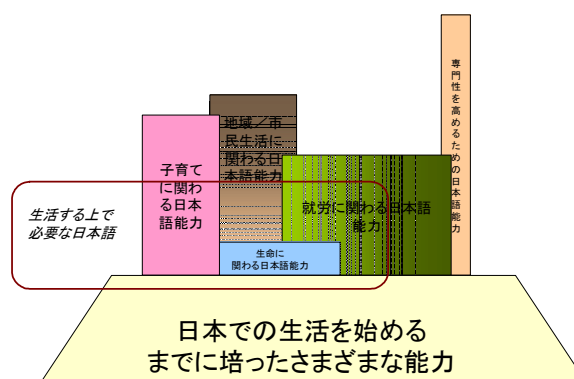 専門性を高めるための日本語能力
地域／市
民生活に
関わる日
本語能力
子育て
に関わ
る日本
語能力
就労に関わる日本語
能力
生活する上で
必要な日本語
生命に
関わる日本語能力
日本での生活を始める
までに培ったさまざまな能力